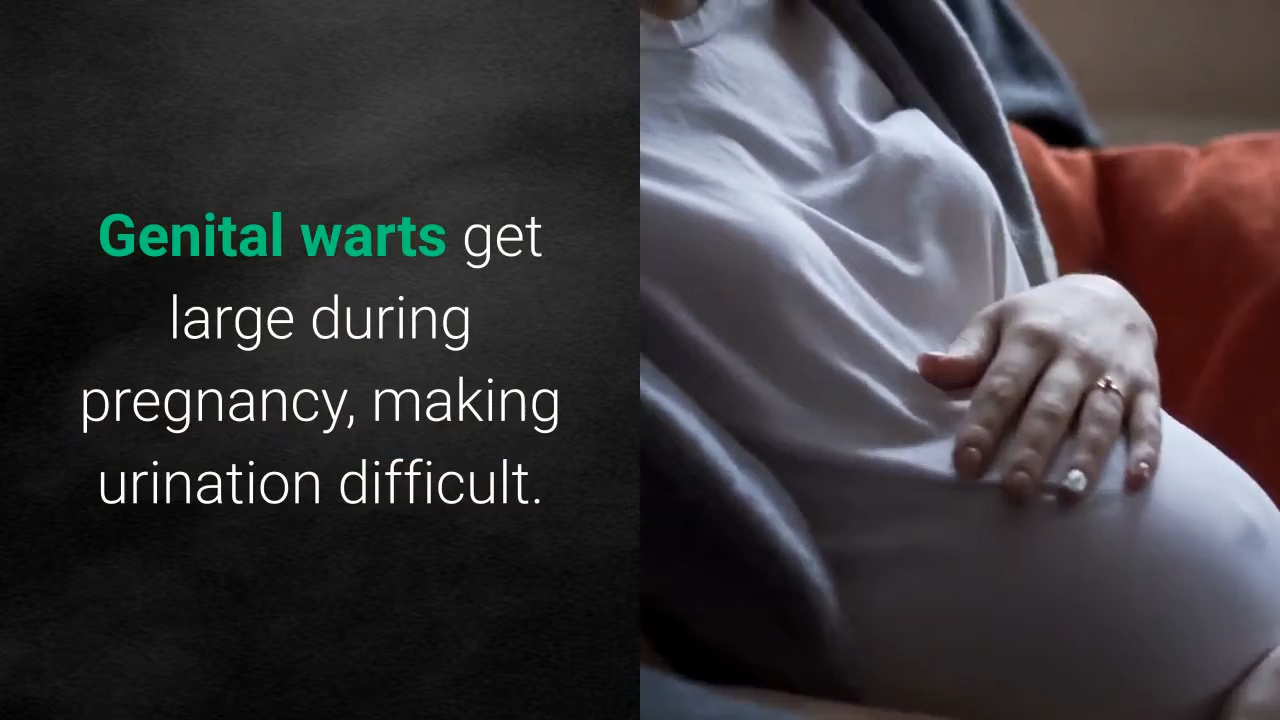 Genital warts get
large during
pregnancy, making
urination difficult.